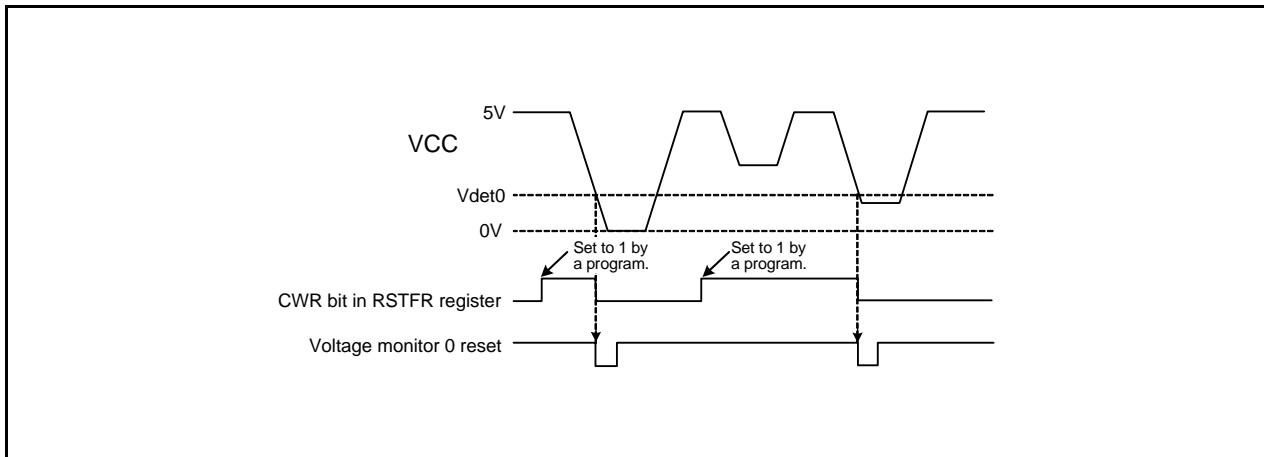 5V
VCC
Vdet0
0V
Set to 1 by
a program.
Set to 1 by
a program.
CWR bit in RSTFR register
Voltage monitor 0 reset